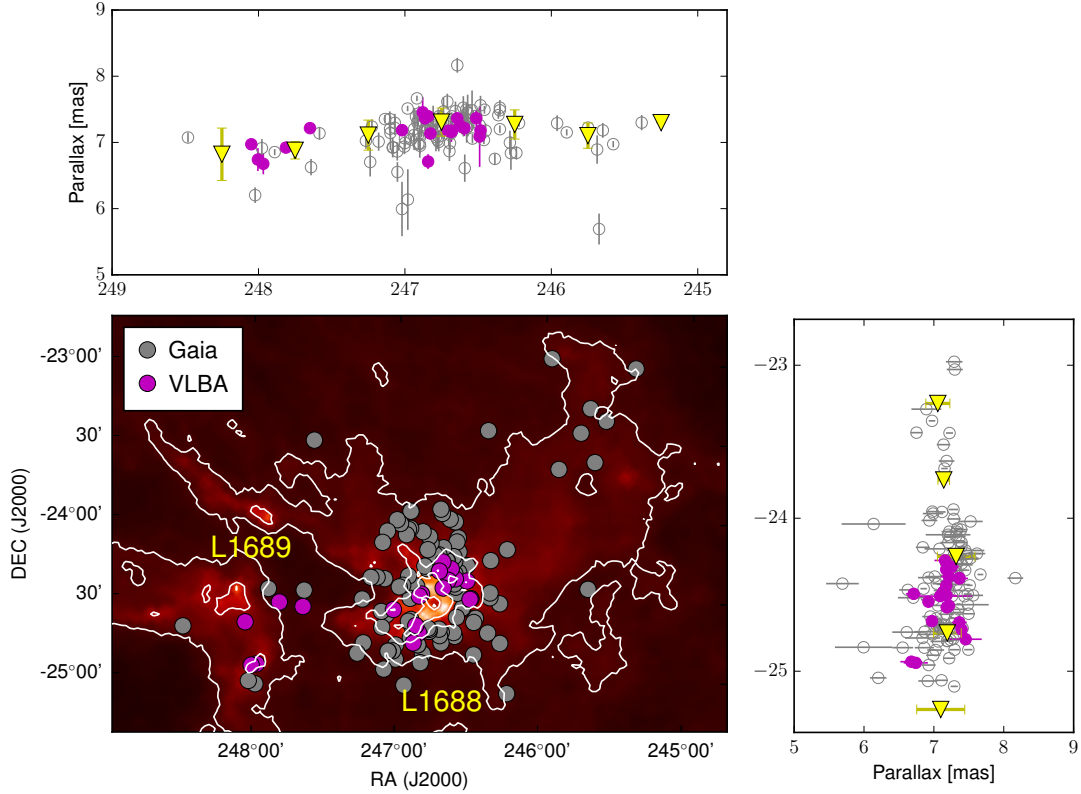 9
8
7
6
5
Parallax [mas]
249 248 247 246 245
Gaia
VLBA
-23°00'
30'
-24°00'
30'
-25°00'
DEC (J2000)
L1689
L1688
248°00' 247°00' 246°00' 245°00'
RA (J2000)
−23
−24
−25
5 6 7 8 9
Parallax [mas]